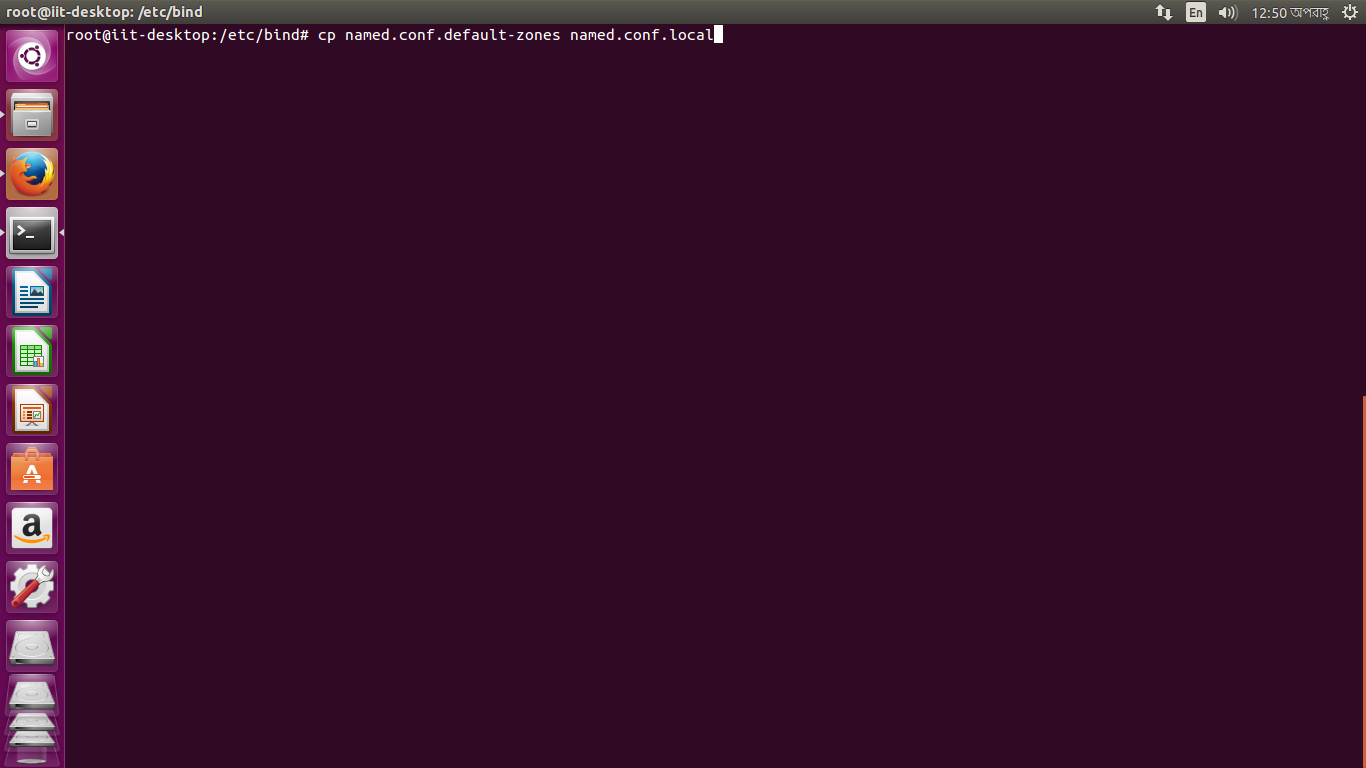 root@iit-desktop: /etc/bind
En
12:50 অপরাহ্ণ
root@iit-desktop:/etc/bind# cp named.conf.default-zones named.conf.local